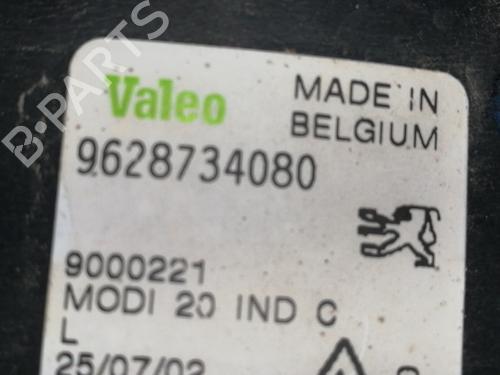 B-PARTS
Valeo
MADE IN
BELGIUM
9628734080
9000221
MODI 20 IND C
L
25/07/02